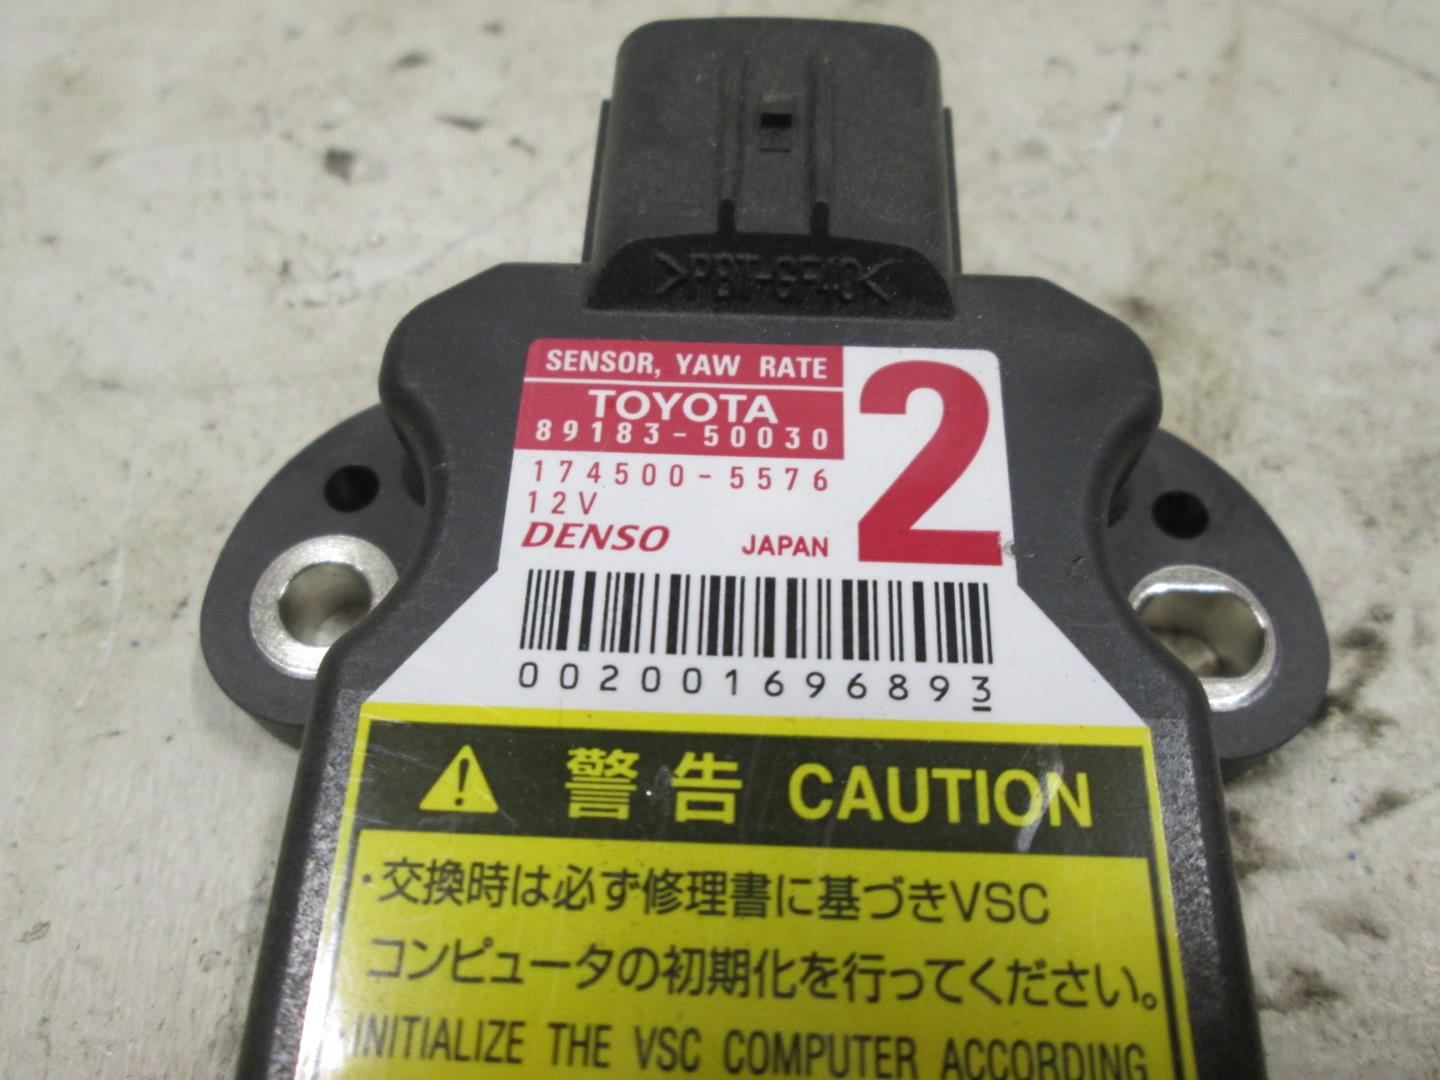 >PBT-GF40<
SENSOR, YAW RATE
TOYOTA
89183-50030
2
174500-5576
12V
DENSO JAPAN
002001696893
警告 CAUTION
・交換時は必ず修理書に基づきVSC
コンピュータの初期化を行ってください。
INITIALIZE THE VSC COMPUTER ACCORDING